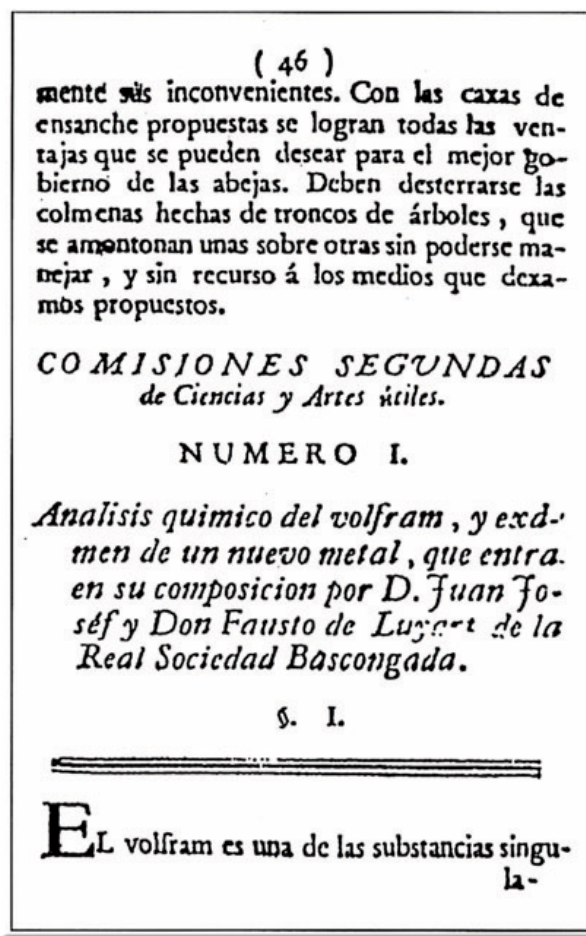 ( 46 )
mente sus inconvenientes. Con las caxas de
ensanche propuestas se logran todas las ven-
tajas que se pueden desear para el mejor go-
bierno de las abejas. Deben desterrarse las
colmenas hechas de troncos de árboles, que
se amontonan unas sobre otras sin poderse ma-
nejar, y sin recurso á los medios que dexa-
mos propuestos.
COMISIONES SEGUNDAS
de Ciencias y Artes útiles.
NUMERO I.
Analisis quimico del volfram, y exá-
men de un nuevo metal, que entra
en su composicion por D. Juan Jo-
séf y Don Fausto de Luyart de la
Real Sociedad Bascongada.
§. I.
EL volfram es una de las substancias singu-
la-